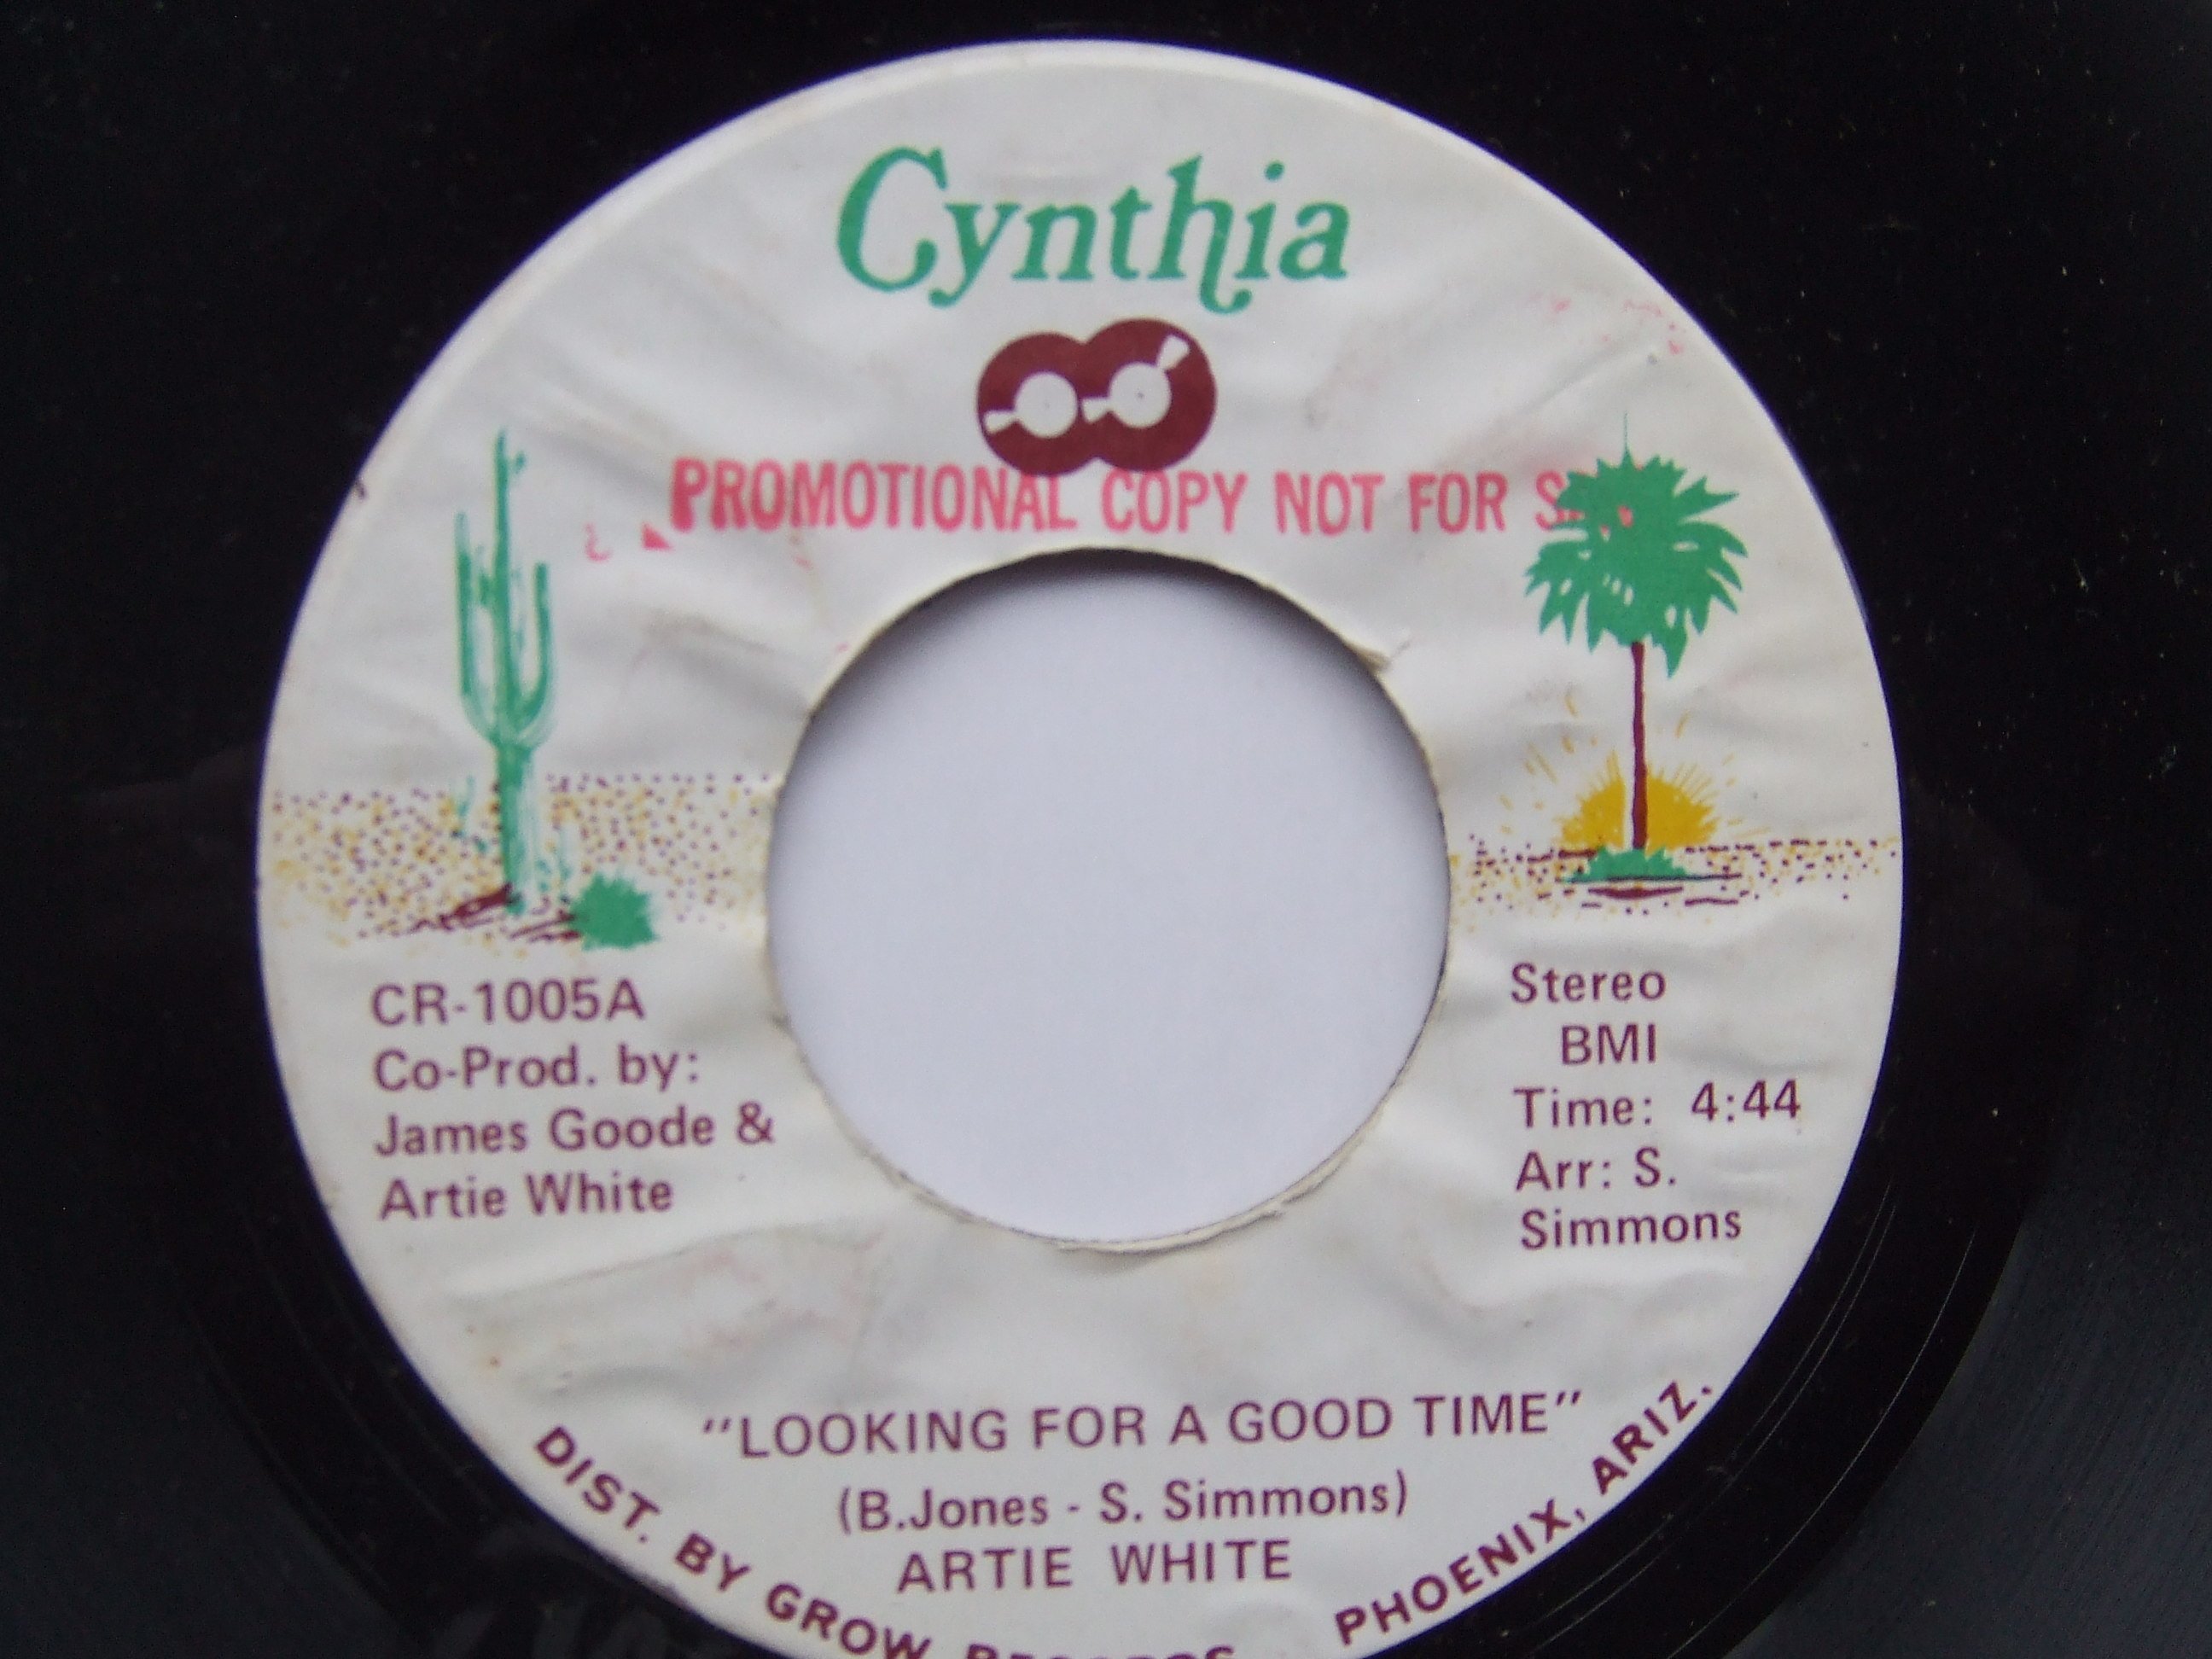 Cynthia
PROMOTIONAL COPY NOT FOR
CR-1005A
Co-Prod. by:
James Goode &
Artie White
Stereo
BMI
Time: 4:44
Arr: S.
Simmons
"LOOKING FOR A GOOD TIME"
(B.Jones - S. Simmons)
ARTIE WHITE
DIST. BY GROW RECORDS PHOENIX, ARIZ.